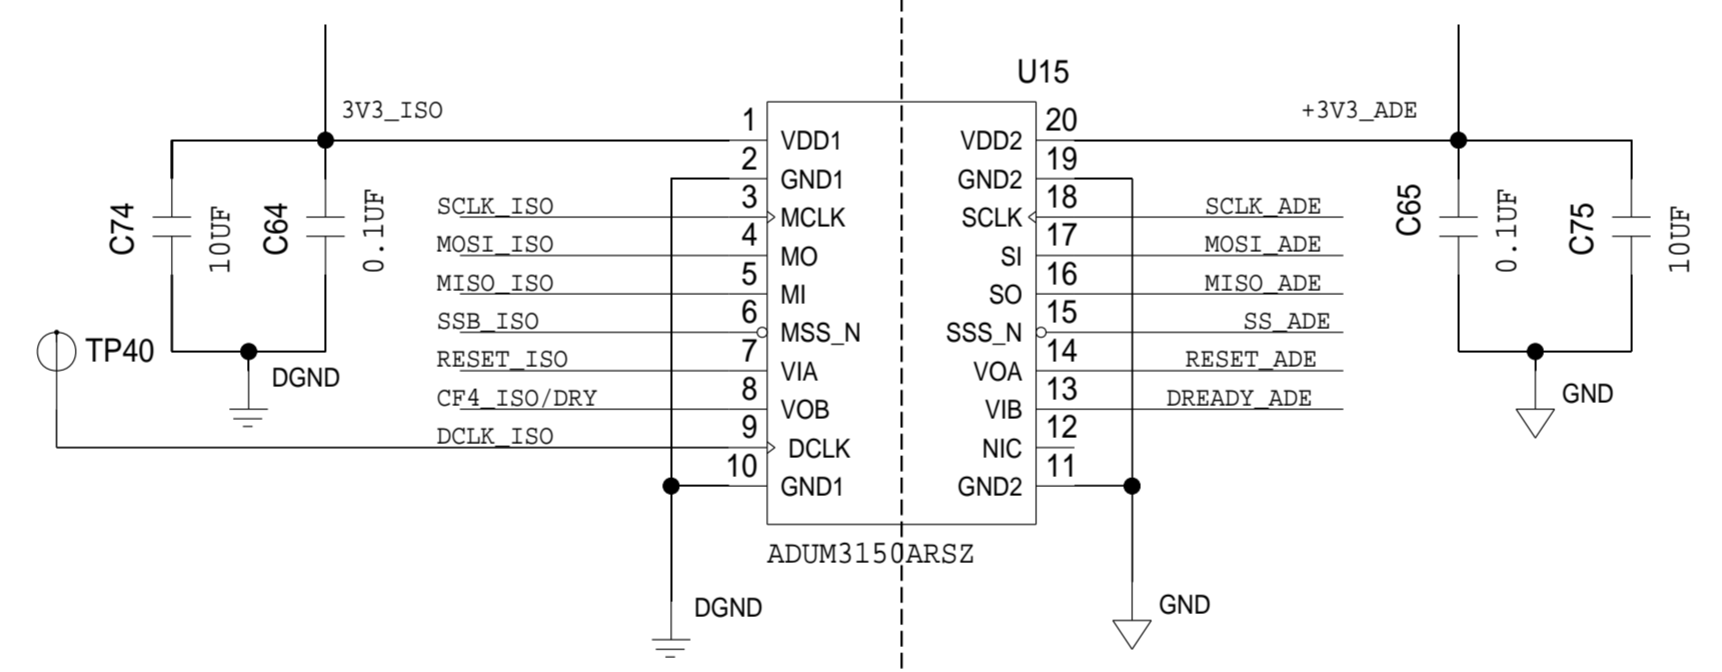 U15
3V3_ISO
+3V3_ADE
1
VDD1
VDD2
20
2
GND1
GND2
19
SCLK_ISO
3
MCLK
SCLK
18
SCLK_ADE
MOSI_ISO
4
MO
SI
17
MOSI_ADE
MISO_ISO
5
MI
SO
16
MISO_ADE
SSB_ISO
6
MSS_N
SSS_N
15
SS_ADE
RESET_ISO
7
VIA
VOA
14
RESET_ADE
CF4_ISO/DRY
8
VOB
VIB
13
DREADY_ADE
DCLK_ISO
9
DCLK
NIC
12
10
GND1
GND2
11
ADUM3150ARSZ
C74
10UF
C64
0.1UF
C65
0.1UF
C75
10UF
TP40
DGND
GND
DGND
GND